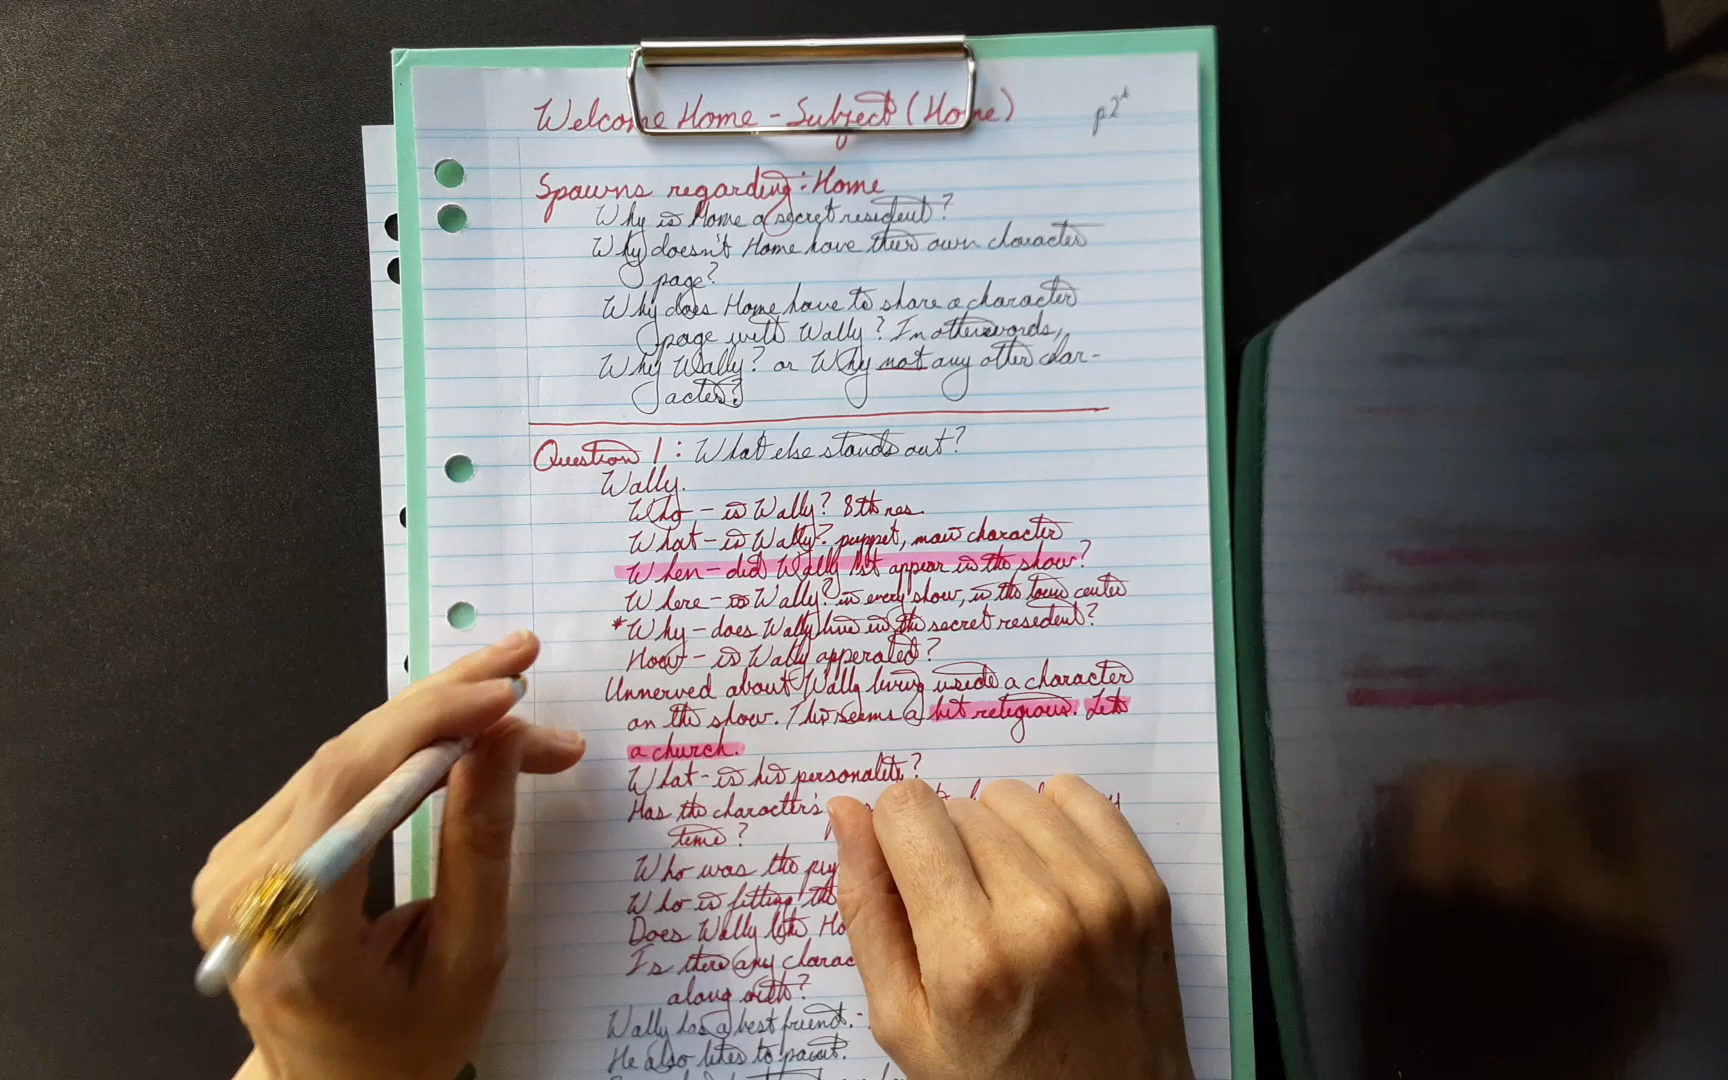 Welcome Home - Subject (Home)
p2
Spawns regarding: Home
Why is Home a secret resident?
Why doesn't Home have their own character
page?
Why does Home have to share a character
page with Wally? In otherwords,
Why Wally? or Why not any other char-
acter?
Question 1: What else stands out?
Wally.
Who - is Wally? 8th res.
What - is Wally? puppet, main character
When - did Wally 1st appear in the show?
Where - is Wally? in every show, in the town center
*Why - does Wally live in the secret resedent?
How - is Wally apperated?
Unnerved about Wally living inside a character
on the show. This seems a bit religious. Like
a church.
What - is his personality?
Has the character's
time?
Who was the
Who is fitting the
Does Wally like
Is there any
along with?
Wally has a best friend.
He also likes to paint.